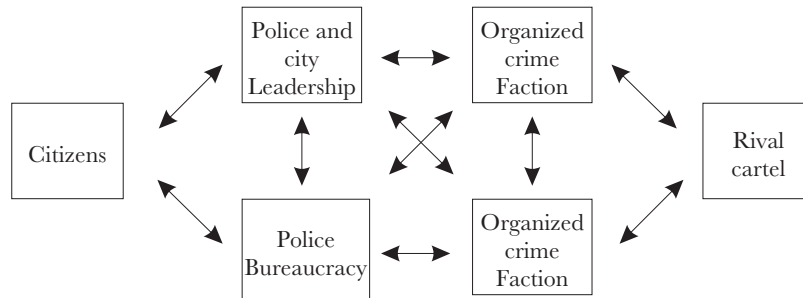 Police and
city
Leadership
Organized
crime
Faction
Citizens
Rival
cartel
Police
Bureaucracy
Organized
crime
Faction